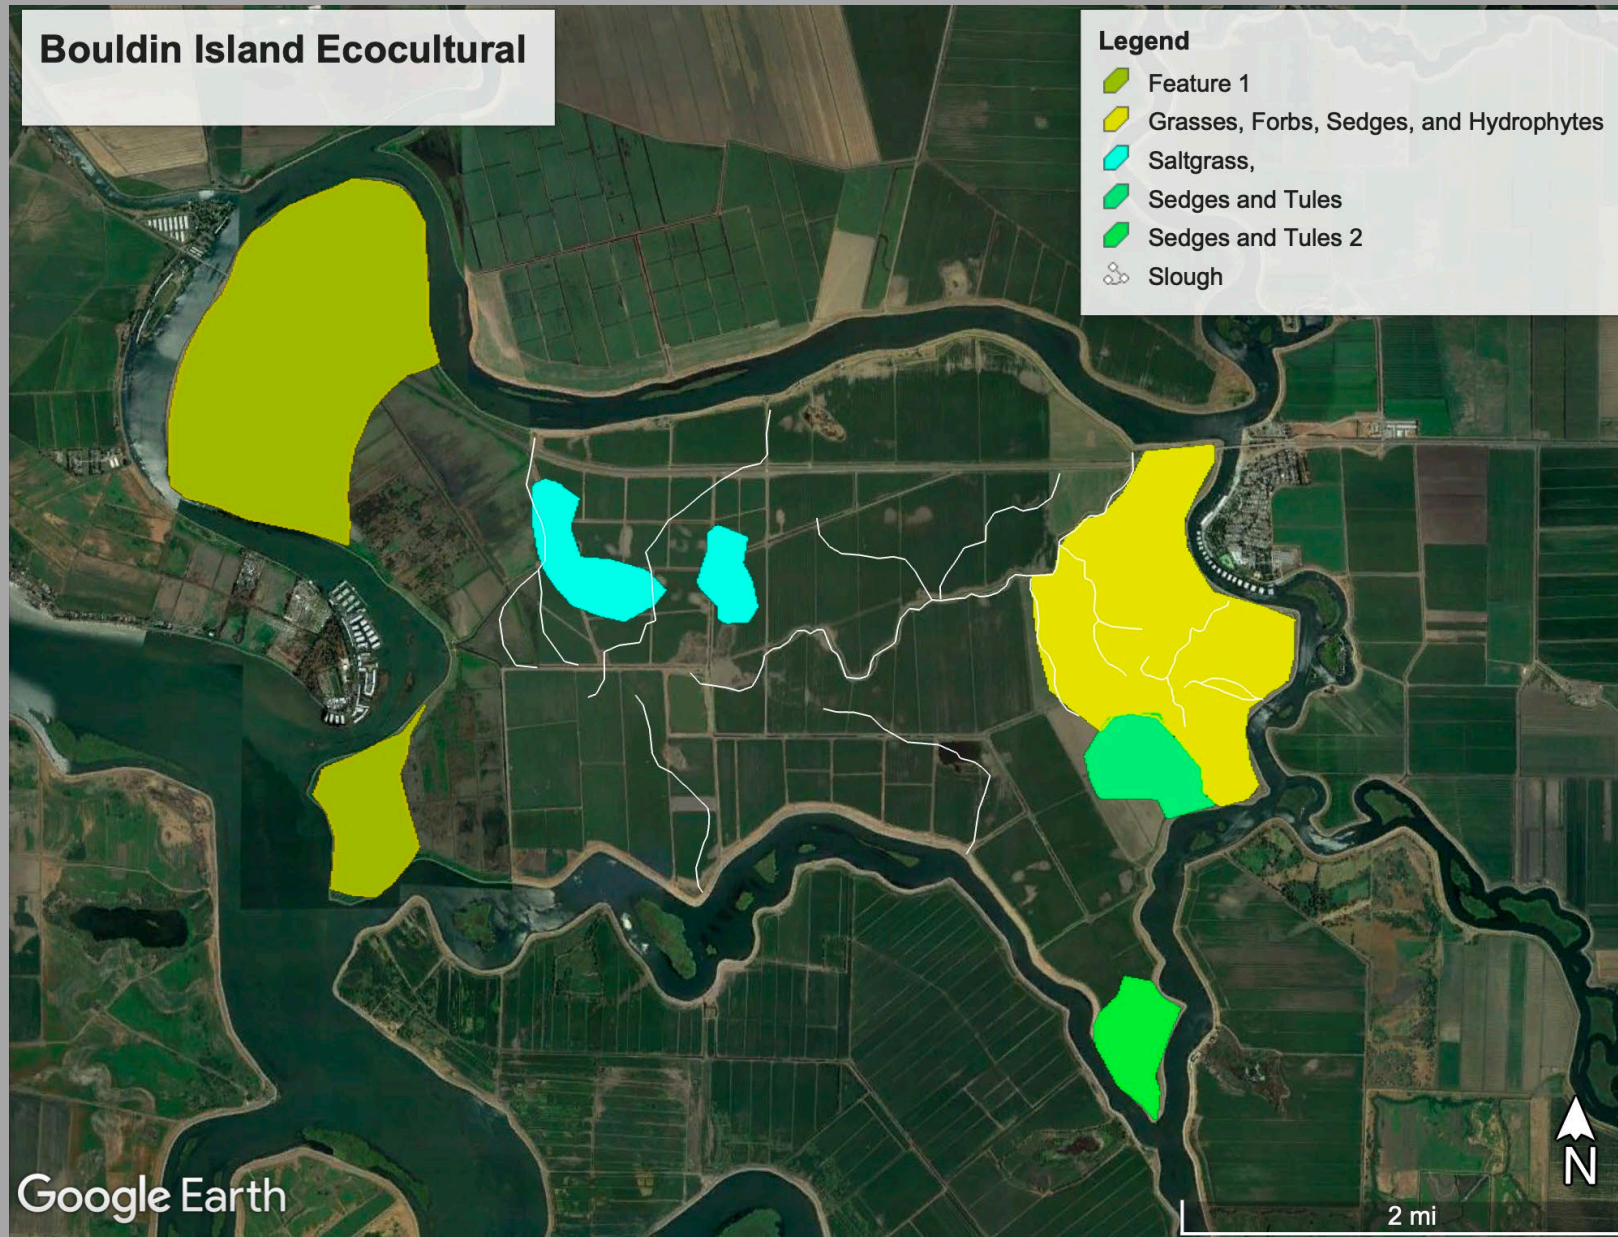 Bouldin Island Ecocultural
Legend
Feature 1
Grasses, Forbs, Sedges, and Hydrophytes
Saltgrass,
Sedges and Tules
Sedges and Tules 2
Slough
N
Google Earth
2 mi